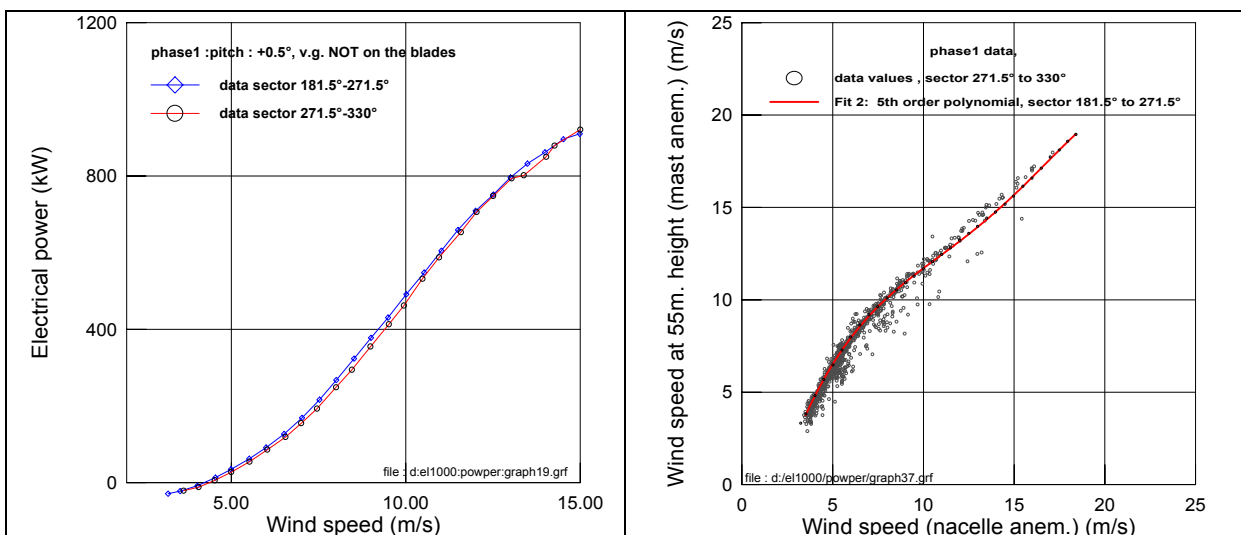 1200
800
400
0
Electrical power (kW)
phase1 :pitch : +0.5°, v.g. NOT on the blades
data sector 181.5°-271.5°
data sector 271.5°-330°
file : d:el1000:powper:graph19.grf
5.00
10.00
15.00
Wind speed (m/s)
25
20
15
10
5
0
Wind speed at 55m. height (mast anem.) (m/s)
phase1 data,
data values , sector 271.5° to 330°
Fit 2: 5th order polynomial, sector 181.5° to 271.5°
file : d:/el1000/powper/graph37.grf
0
5
10
15
20
25
Wind speed (nacelle anem.) (m/s)